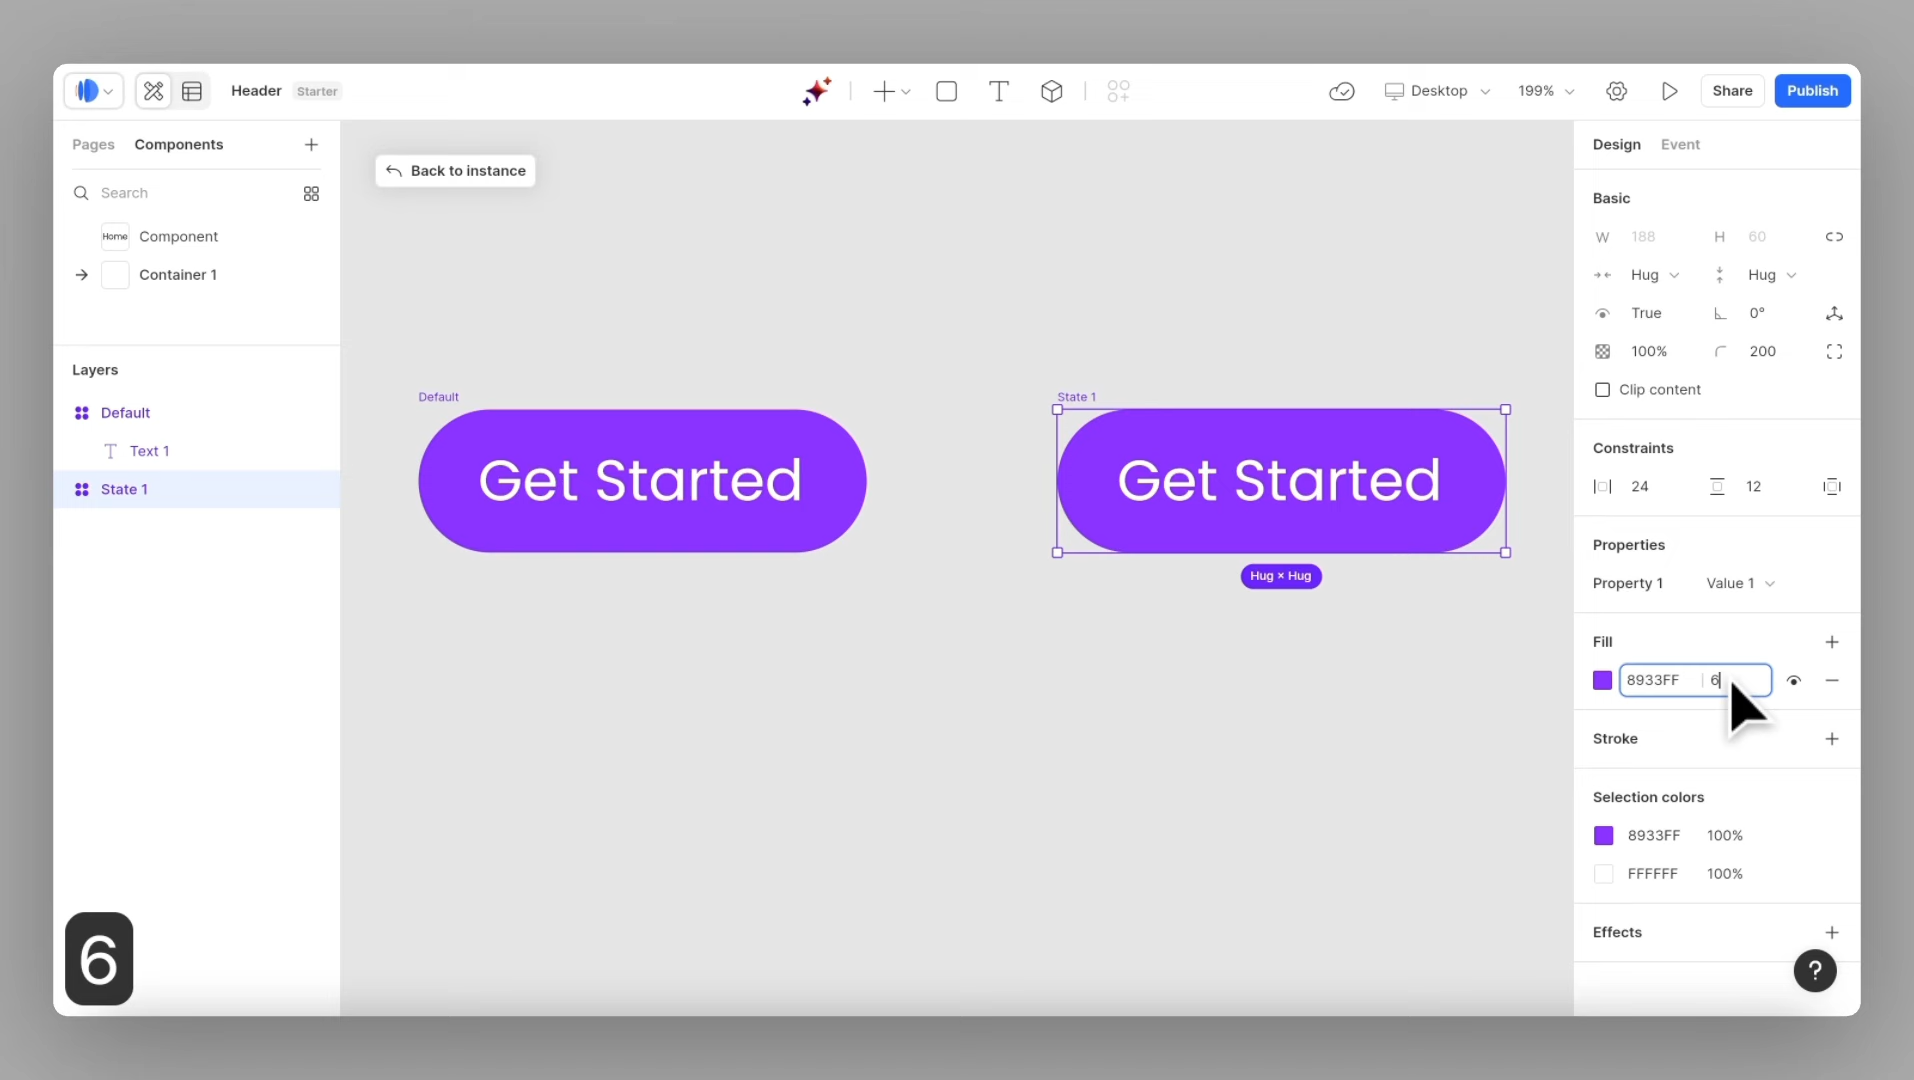 Header Starter
Desktop 199% Share Publish
Pages Components
Search
Home Component
Container 1
Layers
Default
Text 1
State 1
Back to instance
Default
Get Started
State 1
Get Started
Hug × Hug
Design Event
Basic
W 188 H 60
Hug Hug
True 0°
100% 200
Clip content
Constraints
24 12
Properties
Property 1 Value 1
Fill
8933FF 6
Stroke
Selection colors
8933FF 100%
FFFFFF 100%
Effects
?
6